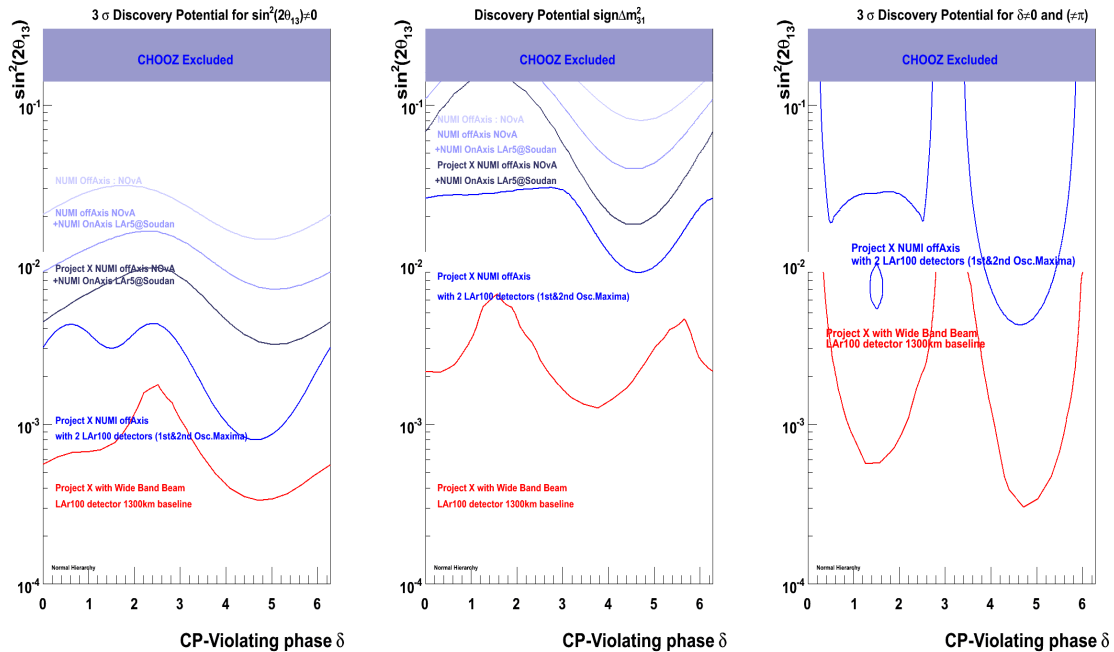 3 σ Discovery Potential for sin²(2θ₁₃)≠0
sin²(2θ₁₃)
CHOOZ Excluded
10⁻¹
NUMI OffAxis : NOvA
NUMI offAxis NOvA
+NUMI OnAxis LAr5@Soudan
Project X NUMI offAxis NOvA
+NUMI OnAxis LAr5@Soudan
10⁻²
10⁻³
Project X NUMI offAxis
with 2 LAr100 detectors (1st&2nd Osc.Maxima)
Project X with Wide Band Beam
LAr100 detector 1300km baseline
Normal Hierarchy
10⁻⁴
0 1 2 3 4 5 6
CP-Violating phase δ
Discovery Potential signΔm²₃₁
sin²(2θ₁₃)
CHOOZ Excluded
10⁻¹
NUMI OffAxis : NOvA
NUMI offAxis NOvA
+NUMI OnAxis LAr5@Soudan
Project X NUMI offAxis NOvA
+NUMI OnAxis LAr5@Soudan
10⁻²
Project X NUMI offAxis
with 2 LAr100 detectors (1st&2nd Osc.Maxima)
10⁻³
Project X with Wide Band Beam
LAr100 detector 1300km baseline
Normal Hierarchy
10⁻⁴
0 1 2 3 4 5 6
CP-Violating phase δ
3 σ Discovery Potential for δ≠0 and (≠π)
sin²(2θ₁₃)
CHOOZ Excluded
10⁻¹
Project X NUMI offAxis
with 2 LAr100 detectors (1st&2nd Osc.Maxima)
10⁻²
Project X with Wide Band Beam
LAr100 detector 1300km baseline
10⁻³
Normal Hierarchy
10⁻⁴
0 1 2 3 4 5 6
CP-Violating phase δ